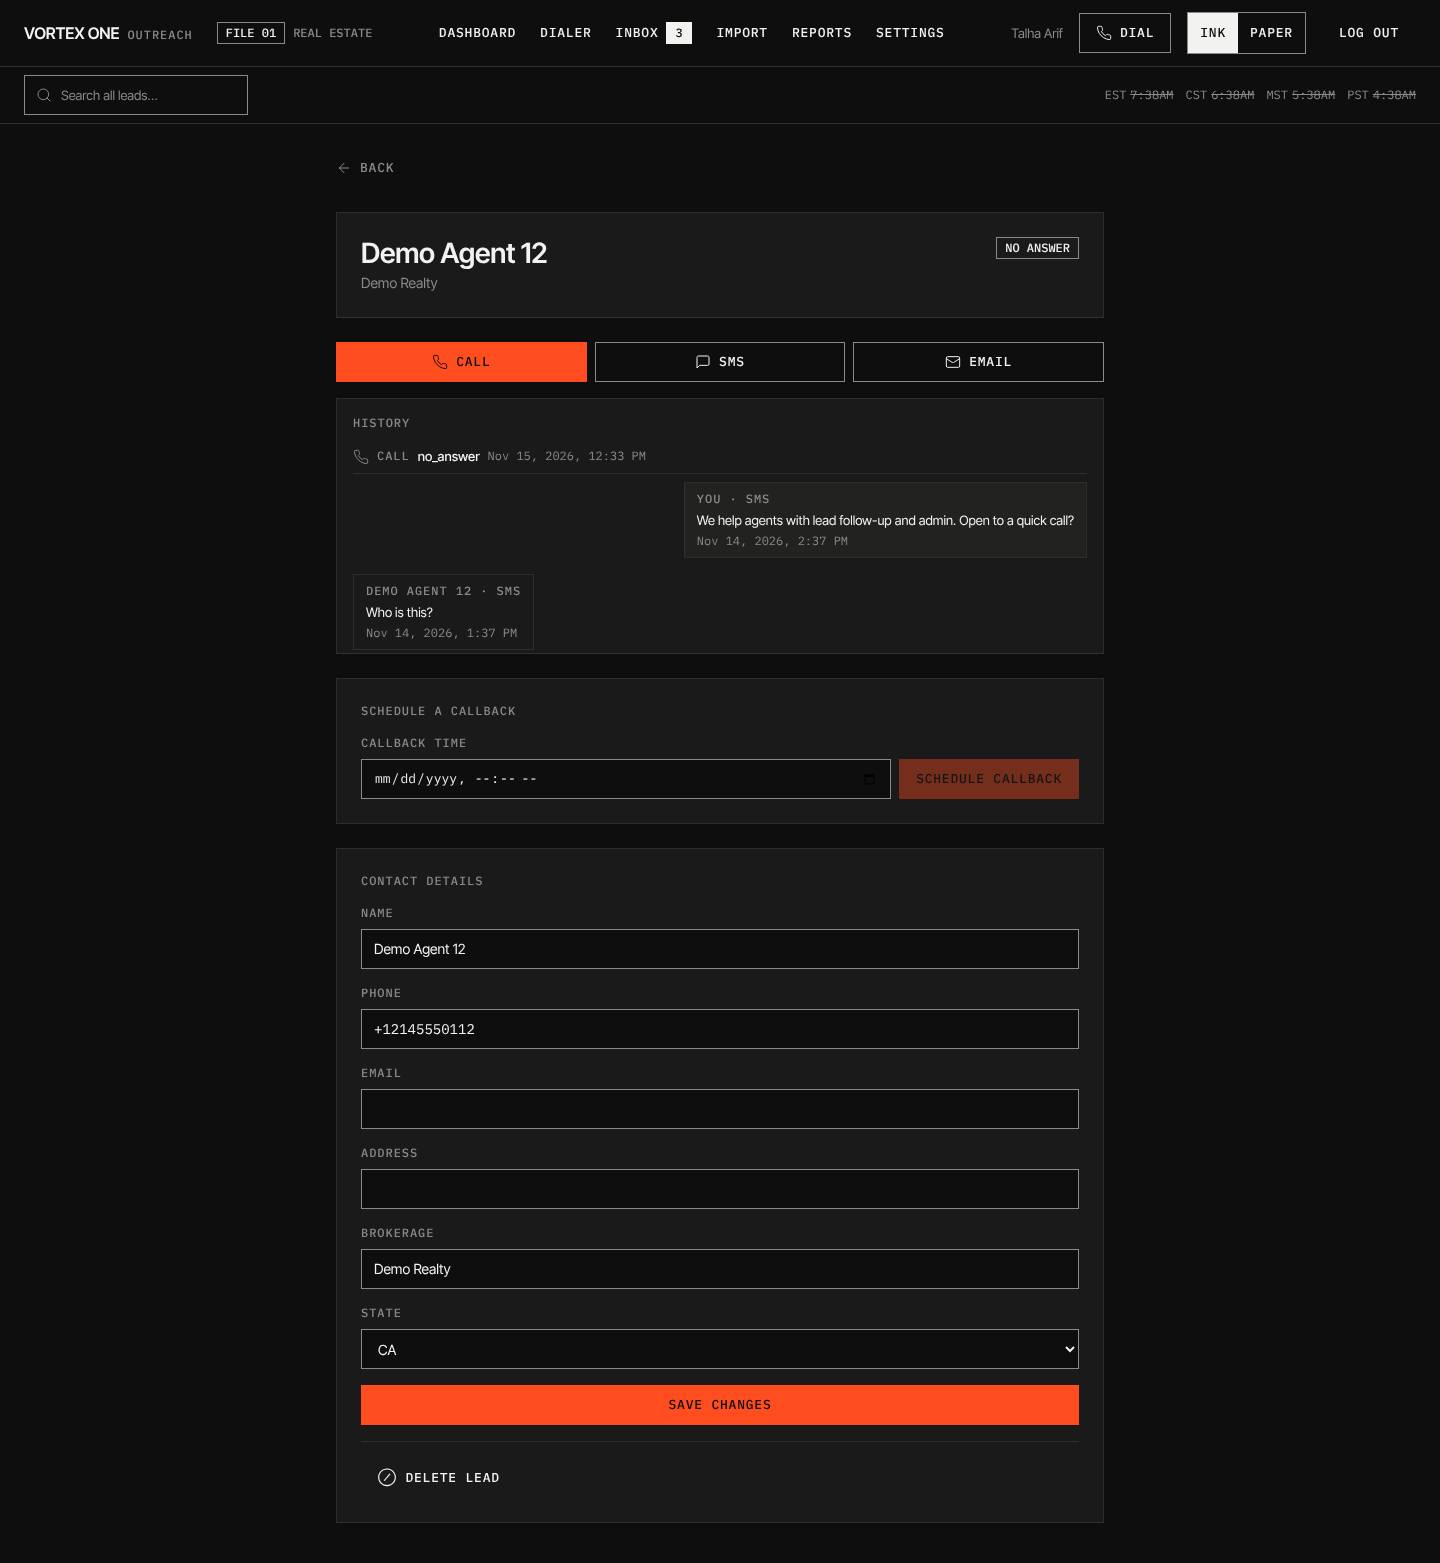 VORTEX ONE OUTREACH FILE 01 REAL ESTATE DASHBOARD DIALER INBOX 3 IMPORT REPORTS SETTINGS Talha Arif DIAL INK PAPER LOG OUT
Search all leads... EST 7:38AM CST 6:38AM MST 5:38AM PST 4:38AM
BACK
Demo Agent 12 NO ANSWER
Demo Realty
CALL SMS EMAIL
HISTORY
CALL no_answer Nov 15, 2026, 12:33 PM
YOU · SMS
We help agents with lead follow-up and admin. Open to a quick call?
Nov 14, 2026, 2:37 PM
DEMO AGENT 12 · SMS
Who is this?
Nov 14, 2026, 1:37 PM
SCHEDULE A CALLBACK
CALLBACK TIME
mm/dd/yyyy, --:-- -- SCHEDULE CALLBACK
CONTACT DETAILS
NAME
Demo Agent 12
PHONE
+12145550112
EMAIL
ADDRESS
BROKERAGE
Demo Realty
STATE
CA
SAVE CHANGES
DELETE LEAD